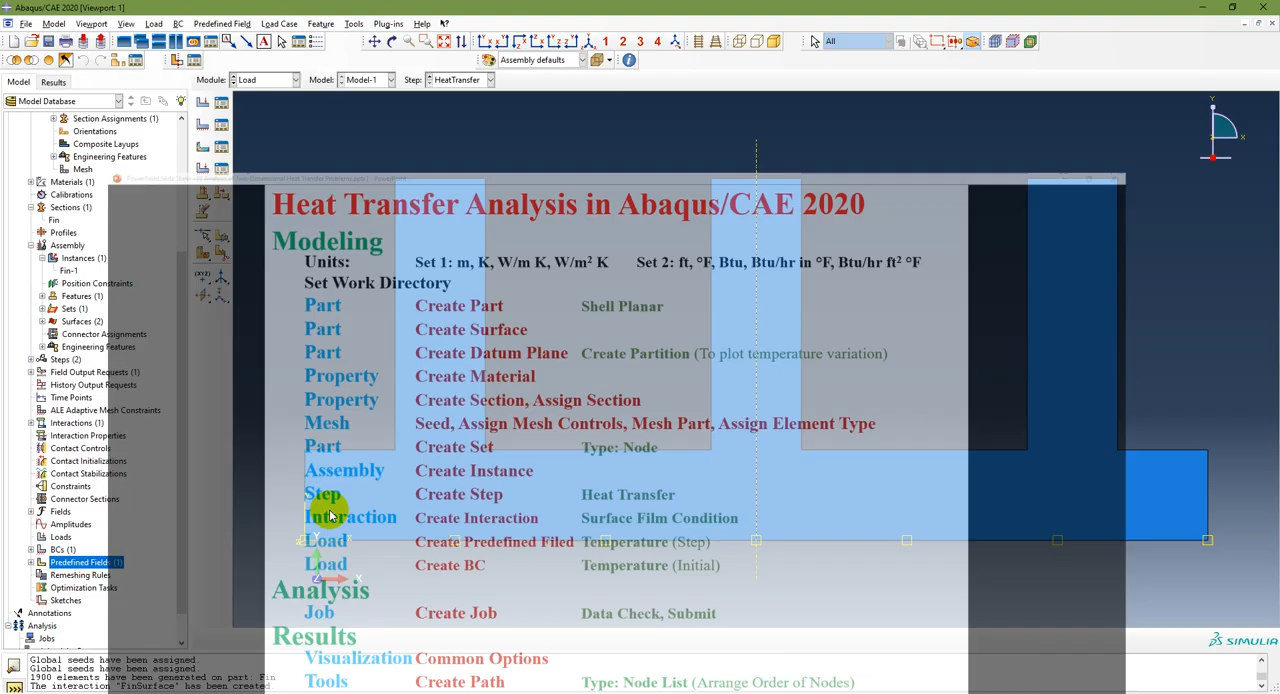 Abaqus/CAE 2020 [Viewport: 1]
File Model Viewport View Load BC Predefined Field Load Case Feature Tools Plug-ins Help
All
1 2 3 4
Assembly defaults
Model Results
Module: Load Model: Model-1 Step: HeatTransfer
Model Database
Section Assignments (1)
Orientations
Composite Layups
Engineering Features
Mesh
Materials (1)
Calibrations
Sections (1)
Fin
Profiles
Assembly
Instances (1)
Fin-1
Position Constraints
Features (1)
Sets (1)
Surfaces (2)
Connector Assignments
Engineering Features
Steps (2)
Field Output Requests (1)
History Output Requests
Time Points
ALE Adaptive Mesh Constraints
Interactions (1)
Interaction Properties
Contact Controls
Contact Initializations
Contact Stabilizations
Constraints
Connector Sections
Fields
Amplitudes
Loads
BCs (1)
Predefined Fields (1)
Remeshing Rules
Optimization Tasks
Sketches
Annotations
Analysis
Jobs
Heat Transfer Analysis in Abaqus/CAE 2020
Modeling
Units: Set 1: m, K, W/m K, W/m² K Set 2: ft, °F, Btu, Btu/hr in °F, Btu/hr ft² °F
Set Work Directory
Part Create Part Shell Planar
Part Create Surface
Part Create Datum Plane Create Partition (To plot temperature variation)
Property Create Material
Property Create Section, Assign Section
Mesh Seed, Assign Mesh Controls, Mesh Part, Assign Element Type
Part Create Set Type: Node
Assembly Create Instance
Step Create Step Heat Transfer
Interaction Create Interaction Surface Film Condition
Load Create Predefined Filed Temperature (Step)
Load Create BC Temperature (Initial)
Analysis
Job Create Job Data Check, Submit
Results
Visualization Common Options
Tools Create Path Type: Node List (Arrange Order of Nodes)
Y
X
Y
Z
X
SIMULIA
Global seeds have been assigned.
Global seeds have been assigned.
1900 elements have been generated on part: Fin
The interaction "FinSurface" has been created.